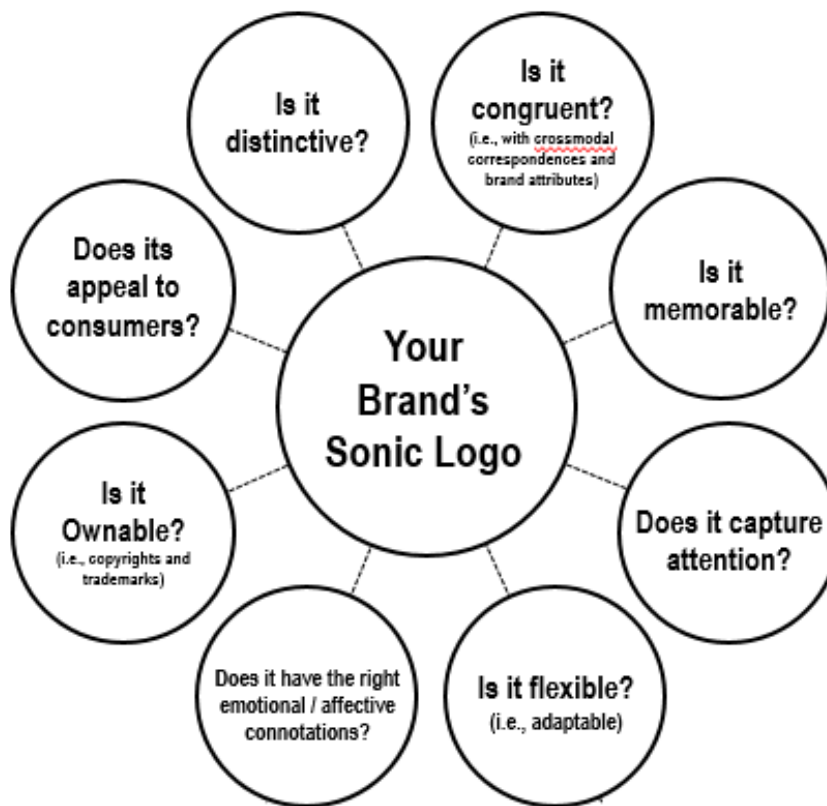 Your
Brand's
Sonic Logo
Is it
distinctive?
Is it
congruent?
(i.e., with crossmodal
correspondences and
brand attributes)
Is it
memorable?
Does it capture
attention?
Is it flexible?
(i.e., adaptable)
Does it have the right
emotional / affective
connotations?
Is it
Ownable?
(i.e., copyrights and
trademarks)
Does its
appeal to
consumers?